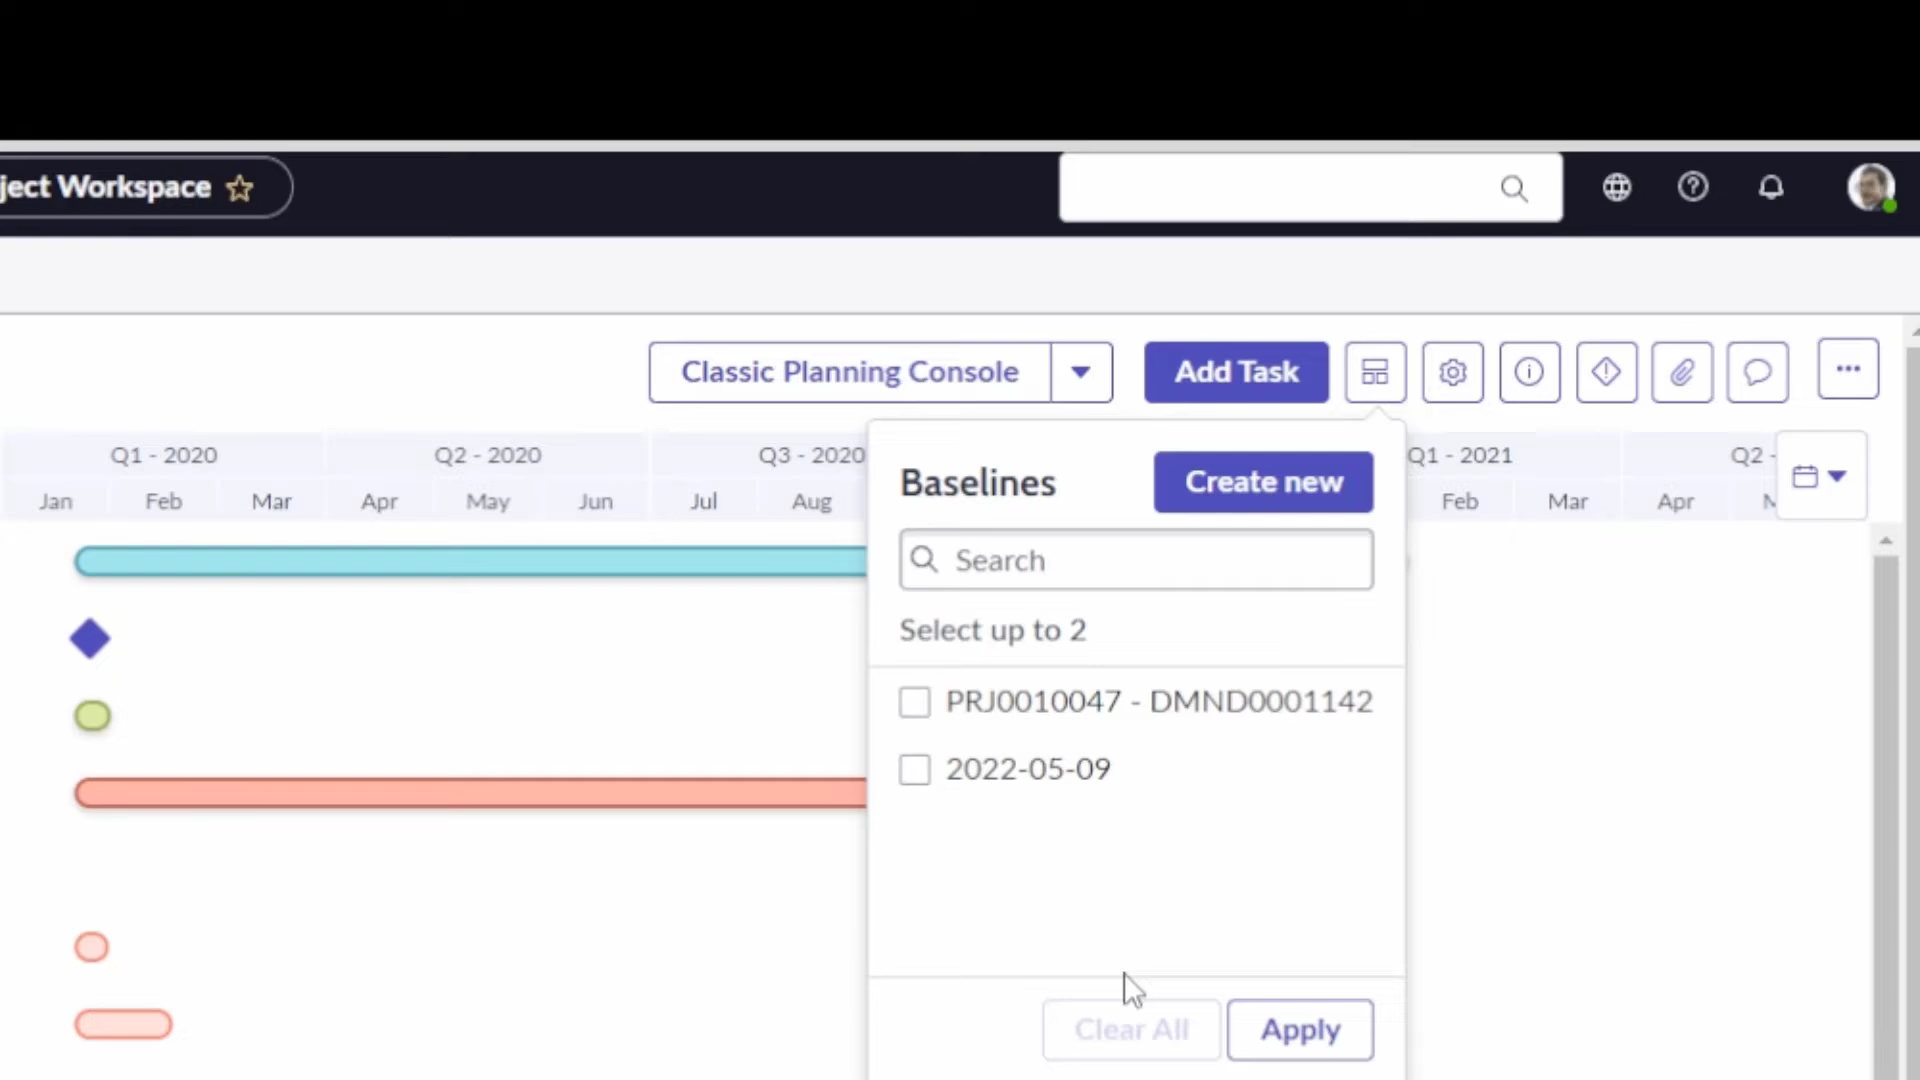 ject Workspace
Classic Planning Console
Add Task
Q1 - 2020 Q2 - 2020 Q3 - 2020 Q1 - 2021 Q2 -
Jan Feb Mar Apr May Jun Jul Aug Feb Mar Apr
Baselines
Create new
Search
Select up to 2
PRJ0010047 - DMND0001142
2022-05-09
Clear All
Apply